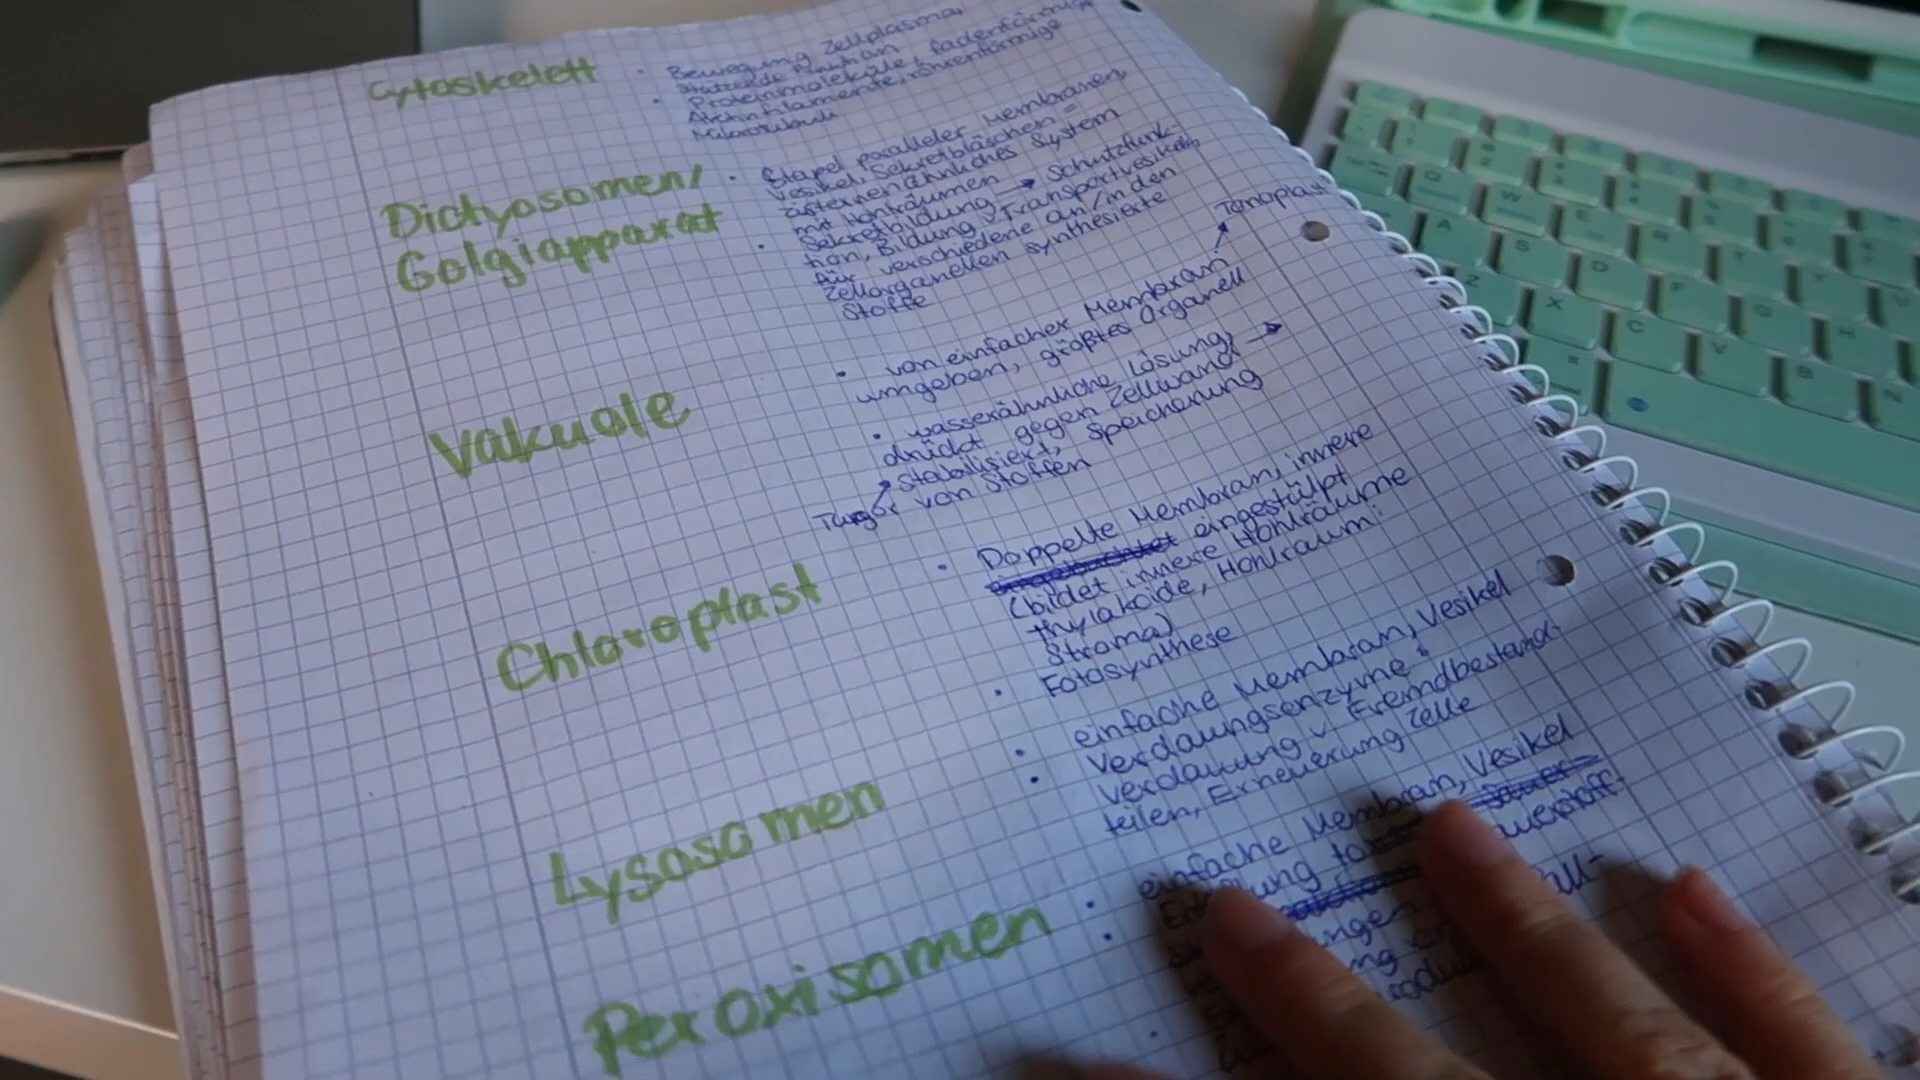 Cytoskelett
• Bewegung Zellplasma,
stützende Funktion
• Proteinmoleküle, fadenförmige
Aktinfilamente, röhrenförmige
Mikrotubuli
Dictyosomen/
Golgiapparat
• Stapel paralleler Membranen,
Vesikel, Sekretbläschen =
zisternenähnliches System
mit Hohlräumen
• Sekretbildung → Schutzfunk-
tion, Bildung v. Transportvesikeln
für verschiedene an/in den
Zellorganellen synthetisierte
Stoffe
Vakuole
Tonoplast
• von einfacher Membran
umgeben, größtes Organell
• wasserähnliche Lösung,
drückt gegen Zellwand →
stabilisiert, Speicherung
von Stoffen
Turgor
Chloroplast
• Doppelte Membran, innere
eingestülpt
(bildet innere Hohlräume
thylakoide, Hohlraum:
Stroma)
• Fotosynthese
Lysosomen
• einfache Membran, Vesikel
• Verdauungsenzyme:
Verdauung v. Fremdbestand-
teilen, Erneuerung Zelle
Peroxisomen
• einfache Membran, Vesikel